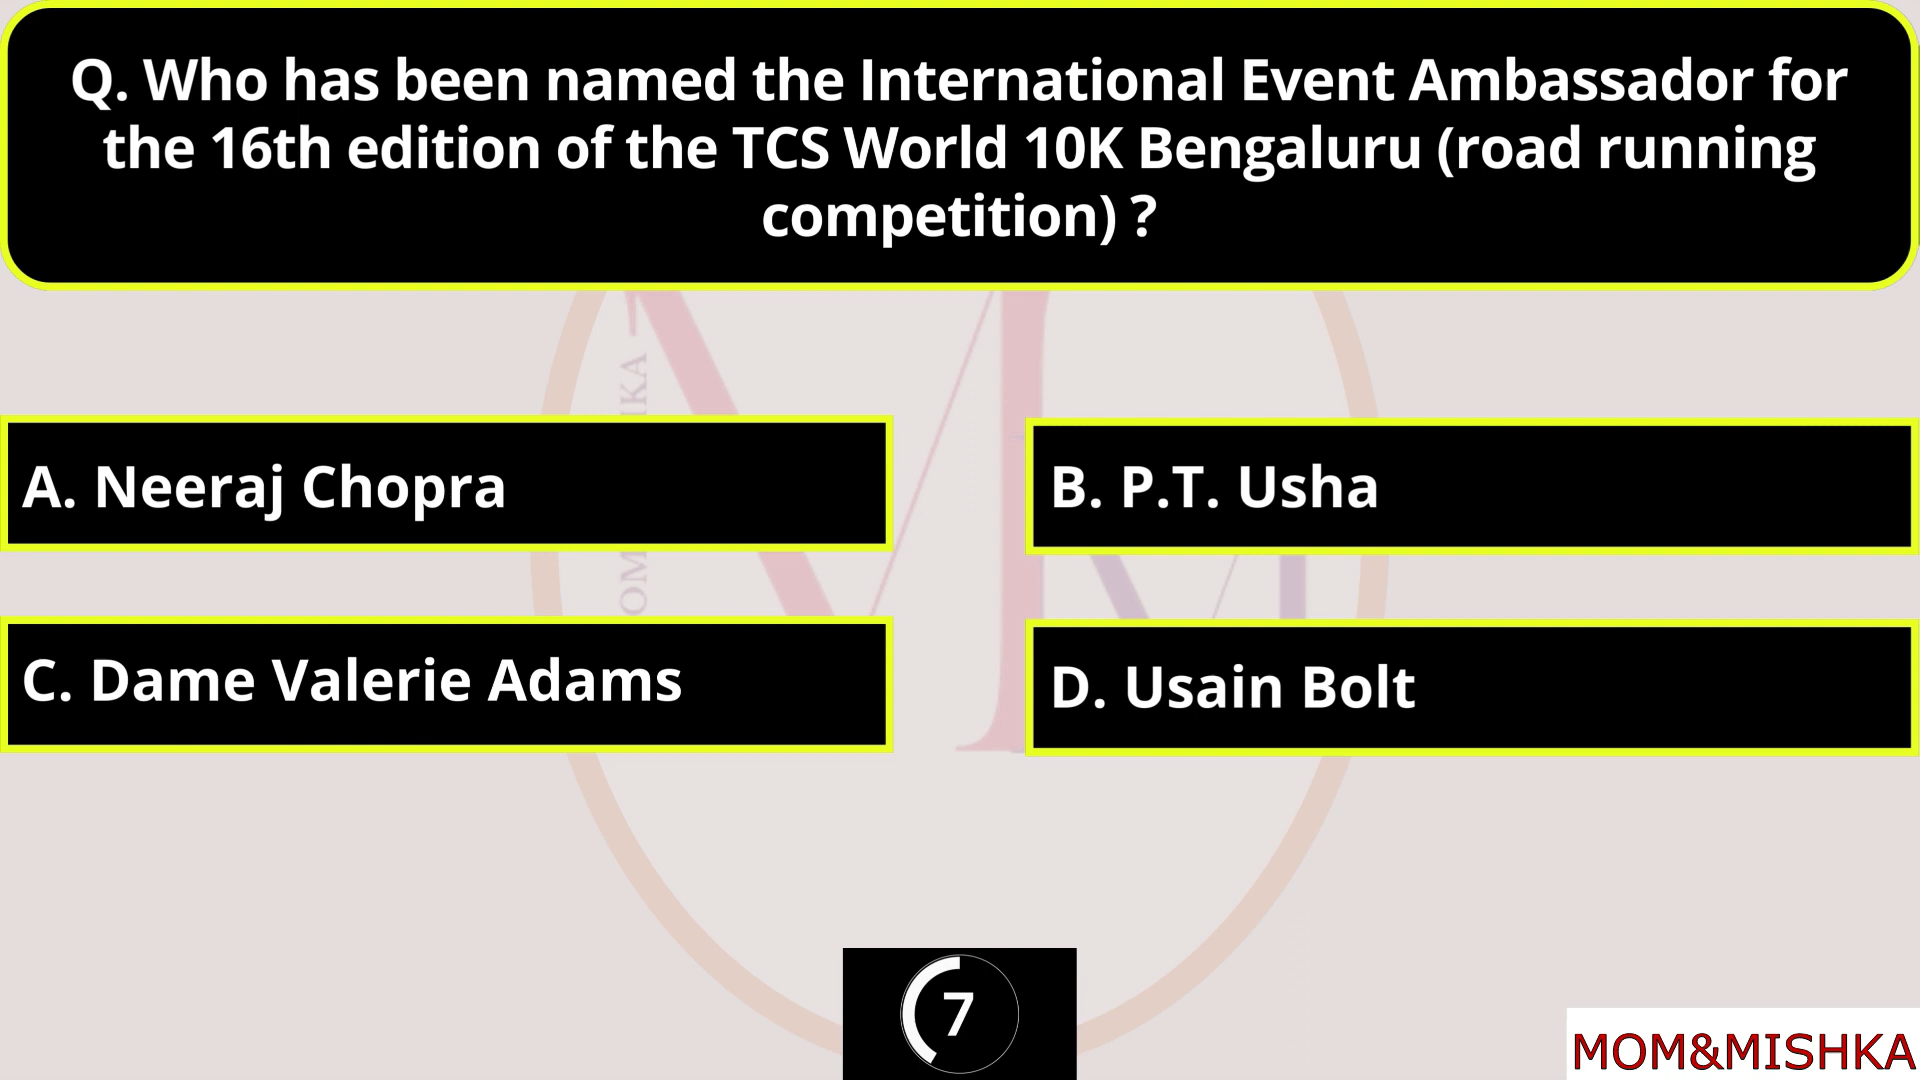 Q. Who has been named the International Event Ambassador for
the 16th edition of the TCS World 10K Bengaluru (road running
competition) ?
A. Neeraj Chopra
B. P.T. Usha
C. Dame Valerie Adams
D. Usain Bolt
7
MOM&MISHKA